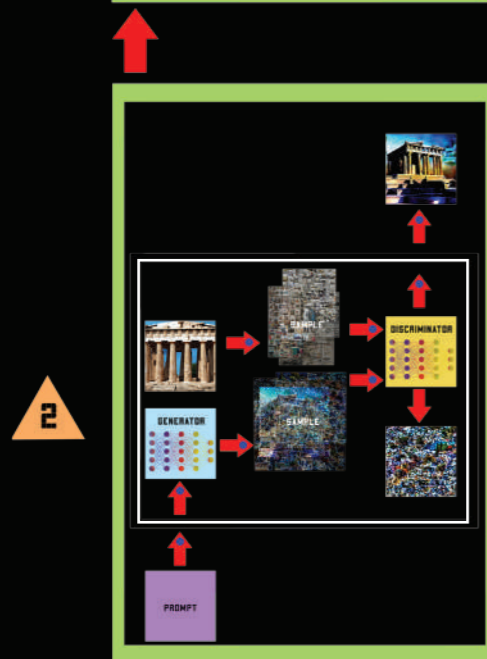 SAMPLE
DISCRIMINATOR
2
GENERATOR
SAMPLE
PROMPT